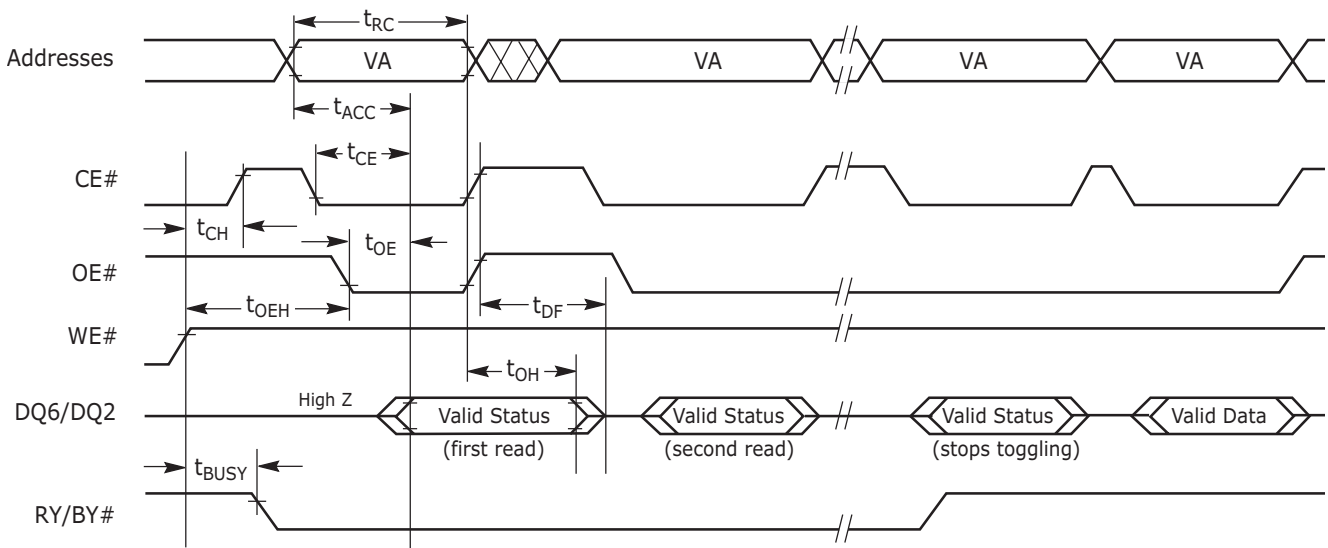 tRC
Addresses VA VA VA VA
tACC
tCE
CE#
tCH tOE
OE#
tOEH tDF
WE#
tOH
High Z
DQ6/DQ2 Valid Status Valid Status Valid Status Valid Data
(first read) (second read) (stops toggling)
tBUSY
RY/BY#